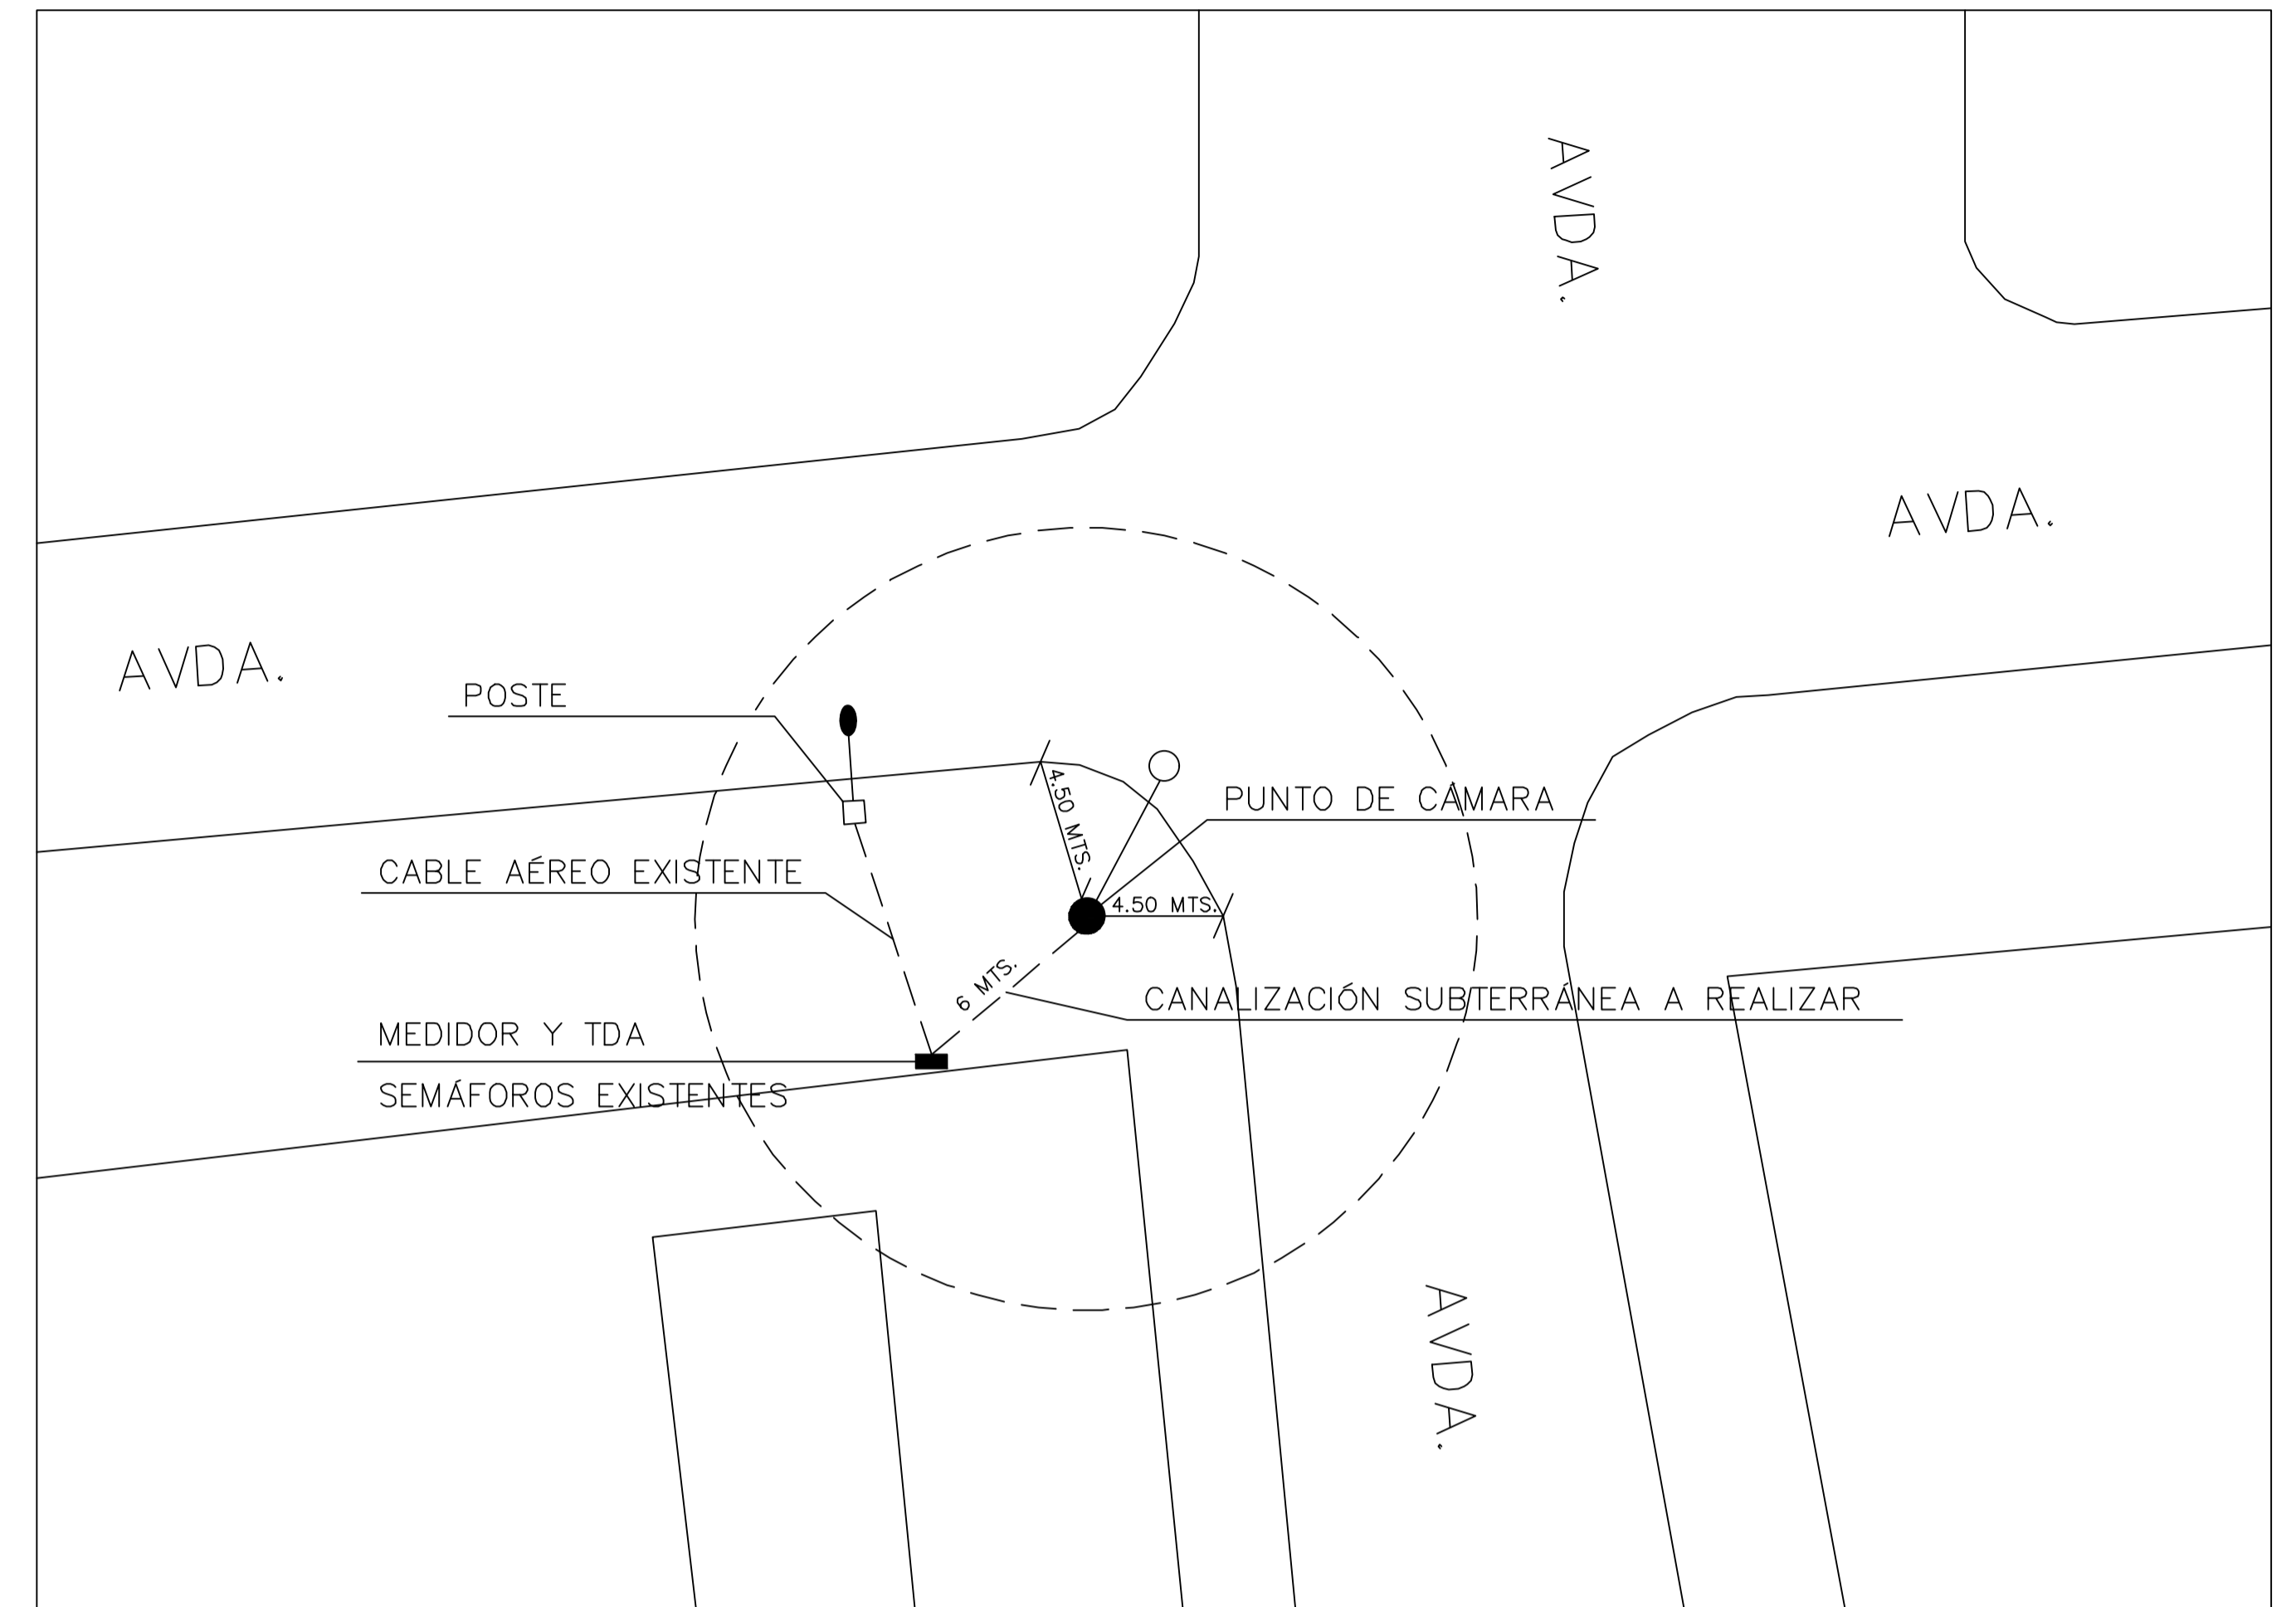 AVDA.
AVDA.
AVDA.
POSTE
4.50 MTS.
PUNTO DE CÁMARA
CABLE AÉREO EXISTENTE
4.50 MTS.
6 MTS.
CANALIZACIÓN SUBTERRÁNEA A REALIZAR
MEDIDOR Y TDA
SEMÁFOROS EXISTENTES
AVDA.